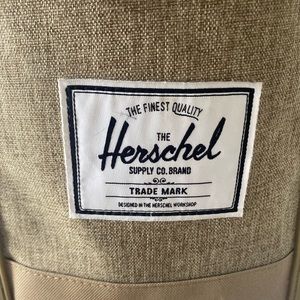 THE FINEST QUALITY
THE
Herschel
SUPPLY CO. BRAND
TRADE MARK
DESIGNED IN THE HERSCHEL WORKSHOP